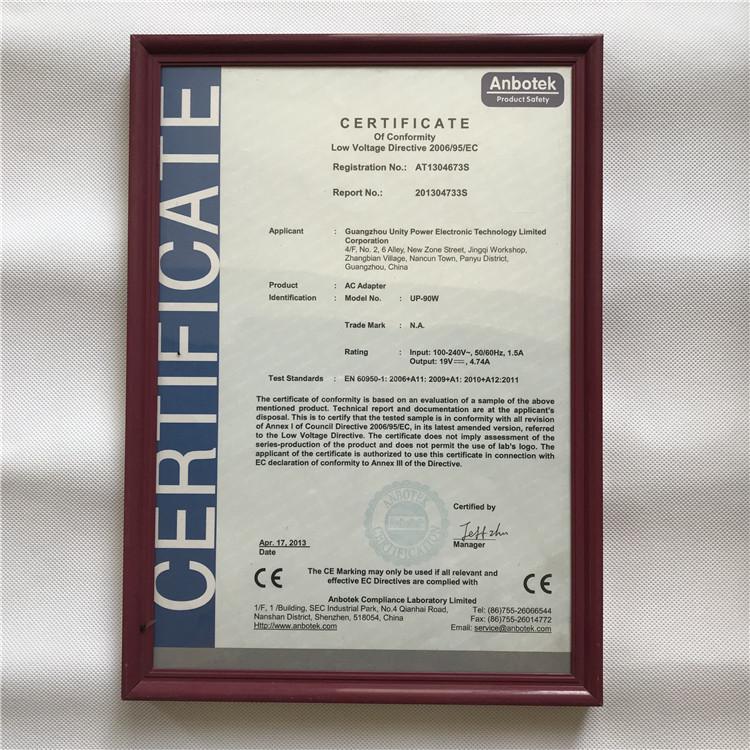 CERTIFICATE
Anbotek
Product Safety
CERTIFICATE
Of Conformity
Low Voltage Directive 2006/95/EC
Registration No.: AT1304673S
Report No.: 201304733S
Applicant : Guangzhou Unity Power Electronic Technology Limited
Corporation
4/F, No. 2, 6 Alley, New Zone Street, Jingqi Workshop,
Zhangbian Village, Nancun Town, Panyu District,
Guangzhou, China
Product : AC Adapter
Identification : Model No. : UP-90W
Trade Mark : N.A.
Rating : Input: 100-240V~, 50/60Hz, 1.5A
Output: 19V⎓, 4.74A
Test Standards : EN 60950-1: 2006+A11: 2009+A1: 2010+A12:2011
The certificate of conformity is based on an evaluation of a sample of the above
mentioned product. Technical report and documentation are at the applicant's
disposal. This is to certify that the tested sample is in conformity with all revision
of Annex I of Council Directive 2006/95/EC, in its latest amended version, referred
to the Low Voltage Directive. The certificate does not imply assessment of the
series-production of the product and does not permit the use of lab's logo. The
applicant of the certificate is authorized to use this certificate in connection with
EC declaration of conformity to Annex III of the Directive.
ANBOTEK
CERTIFICATION
Certified by
Jeff zhu
Manager
Apr. 17, 2013
Date
CE
The CE Marking may only be used if all relevant and
effective EC Directives are complied with
CE
Anbotek Compliance Laboratory Limited
1/F, 1 /Building, SEC Industrial Park, No.4 Qianhai Road, Tel: (86)755-26066544
Nanshan District, Shenzhen, 518054, China Fax: (86)755-26014772
Http://www.anbotek.com Email: service@anbotek.com